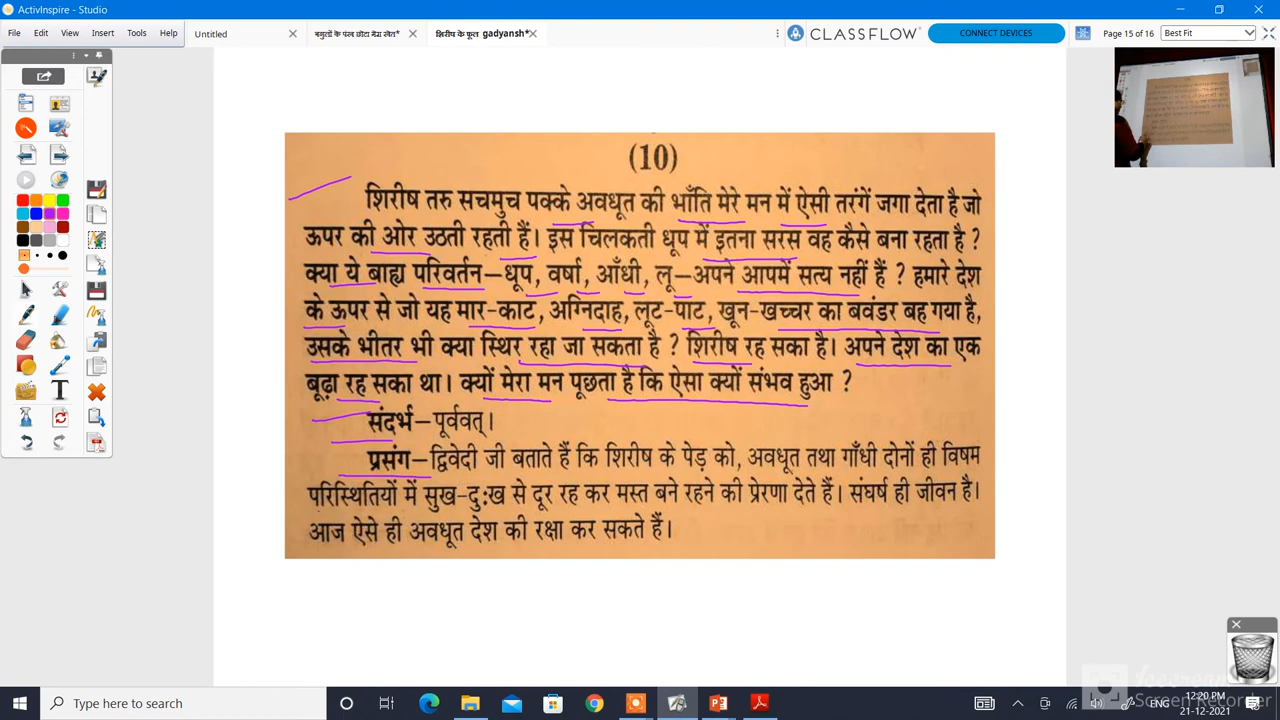 ActivInspire - Studio
File Edit View Insert Tools Help
Untitled
शिरीष के फूल gadyansh*
CLASSFLOW
CONNECT DEVICES
Page 15 of 16
Best Fit
(10)
शिरीष तरु सचमुच पक्के अवधूत की भाँति मेरे मन में ऐसी तरंगें जगा देता है जो
ऊपर की ओर उठती रहती हैं। इस चिलकती धूप में इतना सरस वह कैसे बना रहता है ?
क्या ये बाह्य परिवर्तन—धूप, वर्षा, आँधी, लू—अपने आपमें सत्य नहीं हैं ? हमारे देश
के ऊपर से जो यह मार-काट, अग्निदाह, लूट-पाट, खून-खच्चर का बवंडर बह गया है,
उसके भीतर भी क्या स्थिर रहा जा सकता है ? शिरीष रह सका है। अपने देश का एक
बूढ़ा रह सका था। क्यों मेरा मन पूछता है कि ऐसा क्यों संभव हुआ ?
संदर्भ—पूर्ववत्।
प्रसंग—द्विवेदी जी बताते हैं कि शिरीष के पेड़ को, अवधूत तथा गाँधी दोनों ही विषम
परिस्थितियों में सुख-दुःख से दूर रह कर मस्त बने रहने की प्रेरणा देते हैं। संघर्ष ही जीवन है।
आज ऐसे ही अवधूत देश की रक्षा कर सकते हैं।
Type here to search
ENG
12:20 PM
21-12-2021
Screen Recorder